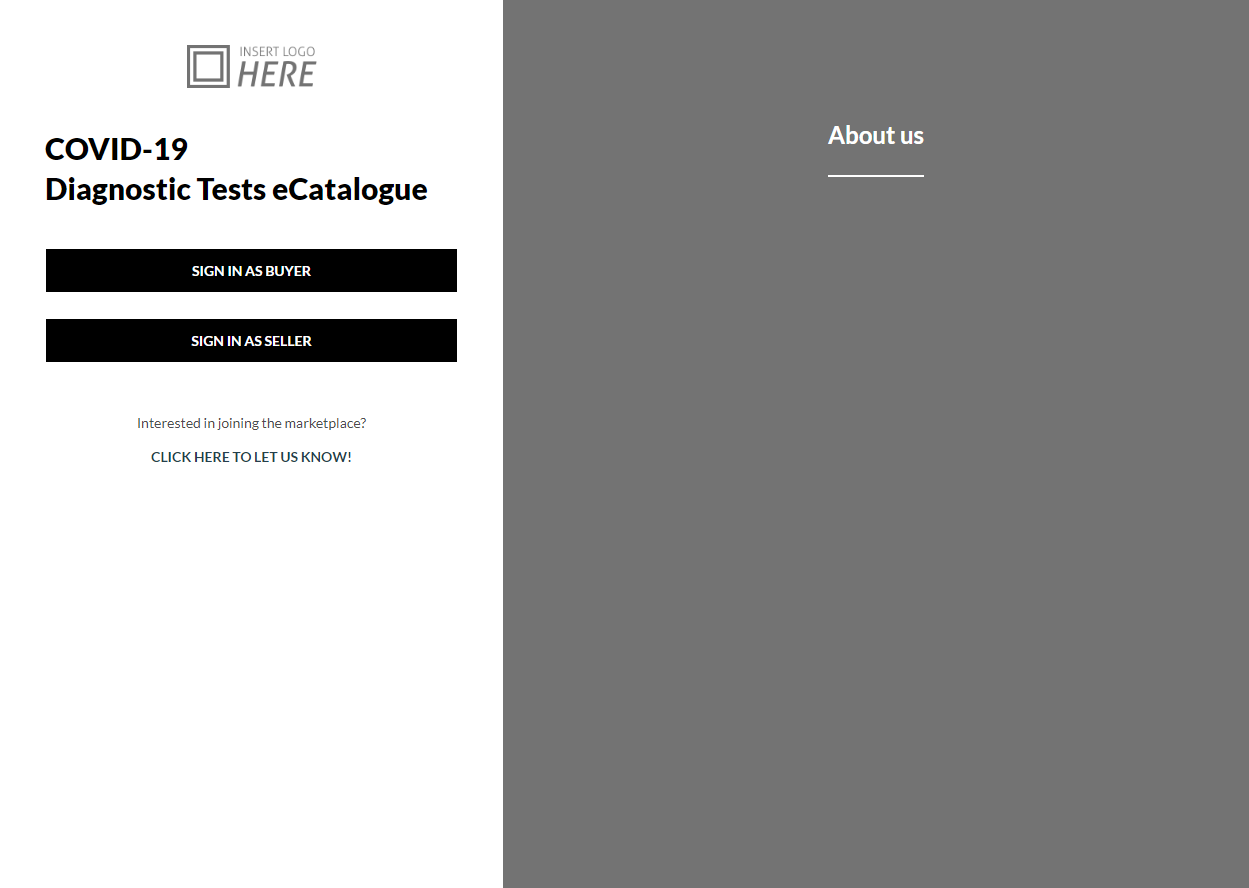 INSERT LOGO
HERE
COVID-19
Diagnostic Tests eCatalogue
SIGN IN AS BUYER
SIGN IN AS SELLER
Interested in joining the marketplace?
CLICK HERE TO LET US KNOW!
About us